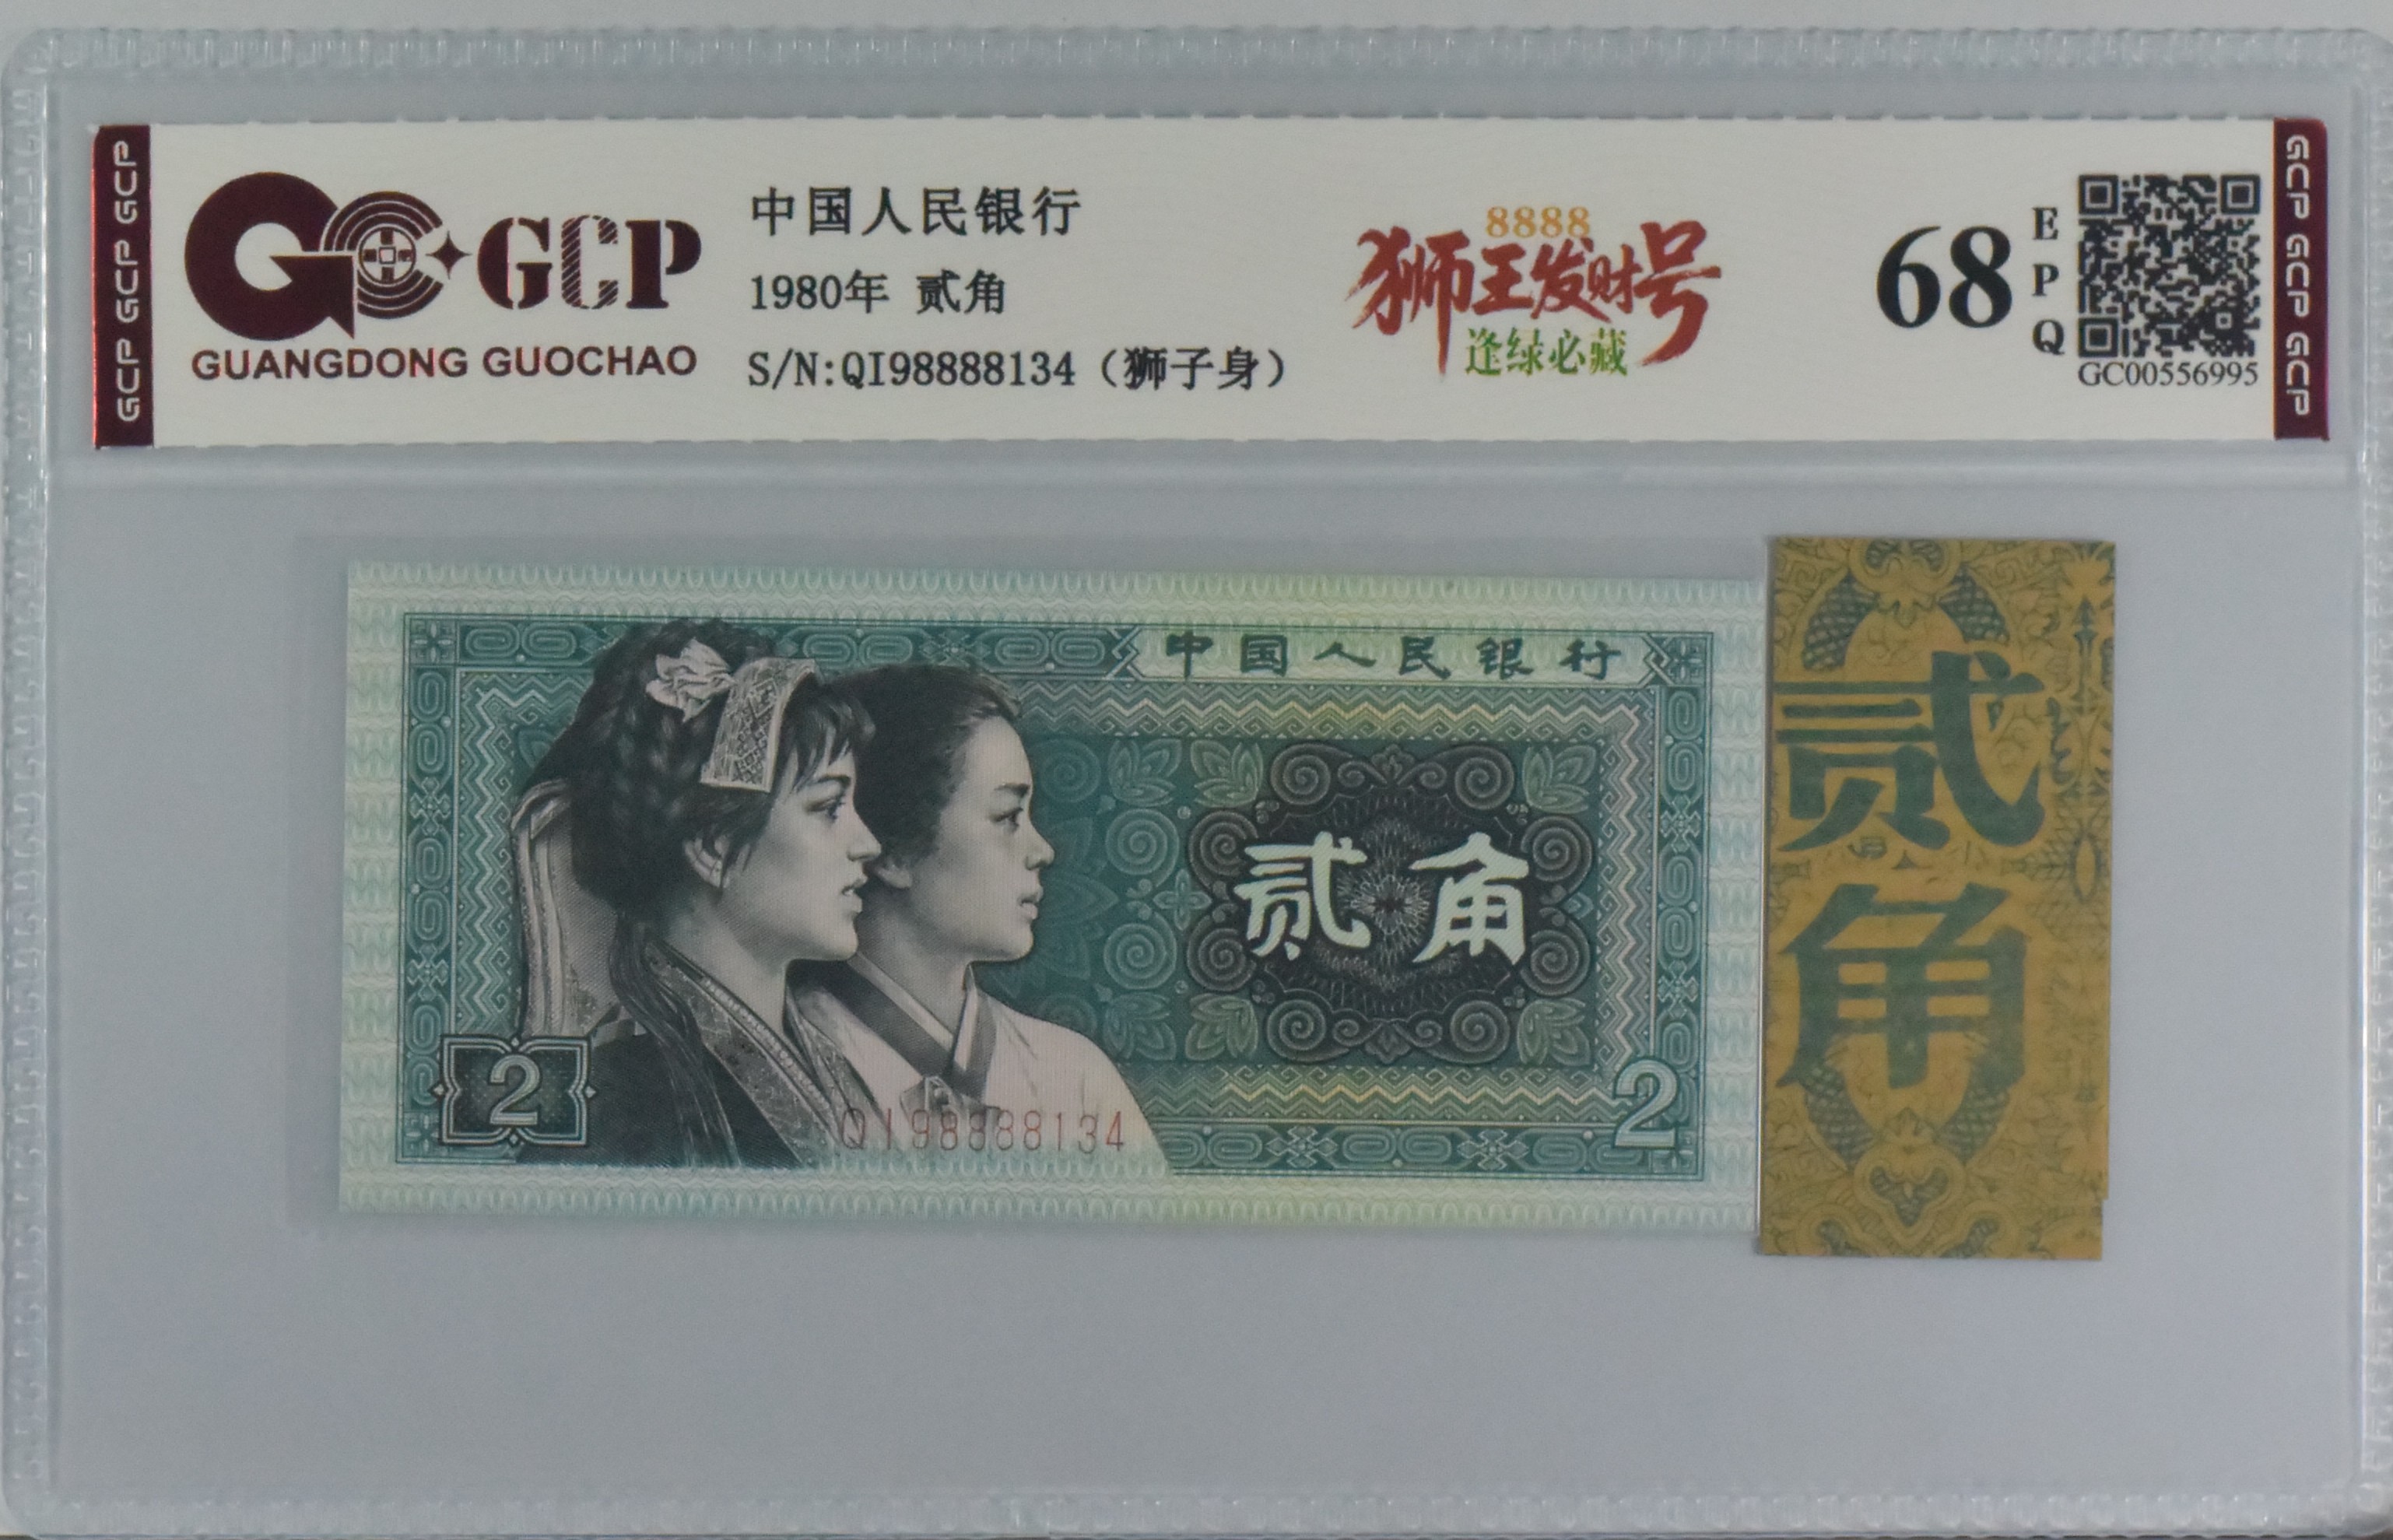 GCP GCP GCP
GCP
GUANGDONG GUOCHAO
中国人民银行
1980年 贰角
S/N:QI98888134（狮子身）
8888
狮王发财号
逢绿必藏
68
EPQ
GC00556995
GCP GCP GCP
中国人民银行
贰角
2
QI98888134
2
贰角